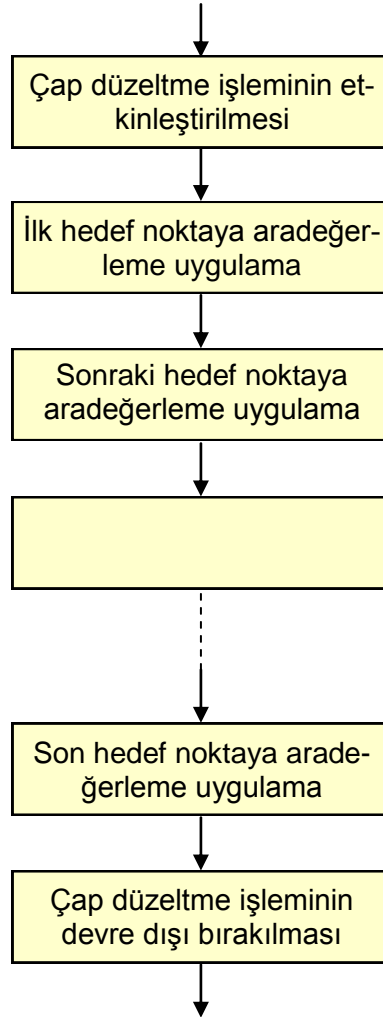 Çap düzeltme işleminin et-
kinleştirilmesi
İlk hedef noktaya aradeğer-
leme uygulama
Sonraki hedef noktaya
aradeğerleme uygulama
Son hedef noktaya arade-
ğerleme uygulama
Çap düzeltme işleminin
devre dışı bırakılması